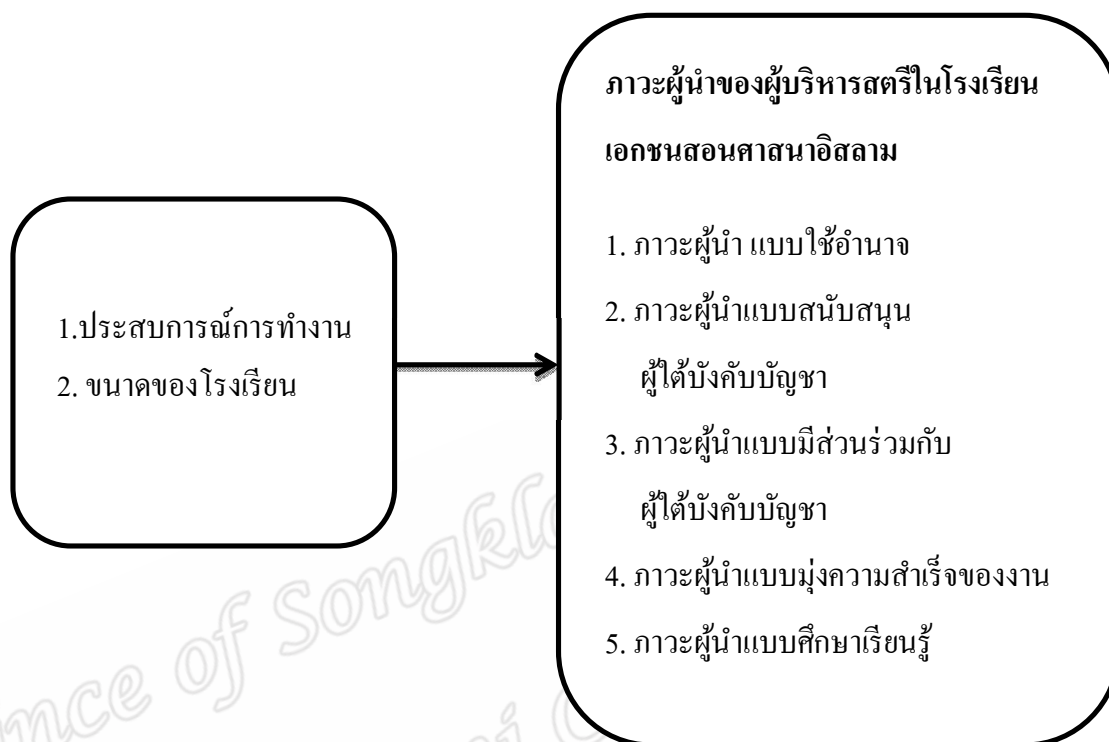 1.ประสบการณ์การทำงาน
2. ขนาดของโรงเรียน
ภาวะผู้นำของผู้บริหารสตรีในโรงเรียน
เอกชนสอนศาสนาอิสลาม
1. ภาวะผู้นำ แบบใช้อำนาจ
2. ภาวะผู้นำแบบสนับสนุน
ผู้ใต้บังคับบัญชา
3. ภาวะผู้นำแบบมีส่วนร่วมกับ
ผู้ใต้บังคับบัญชา
4. ภาวะผู้นำแบบมุ่งความสำเร็จของงาน
5. ภาวะผู้นำแบบศึกษาเรียนรู้
of Songkla